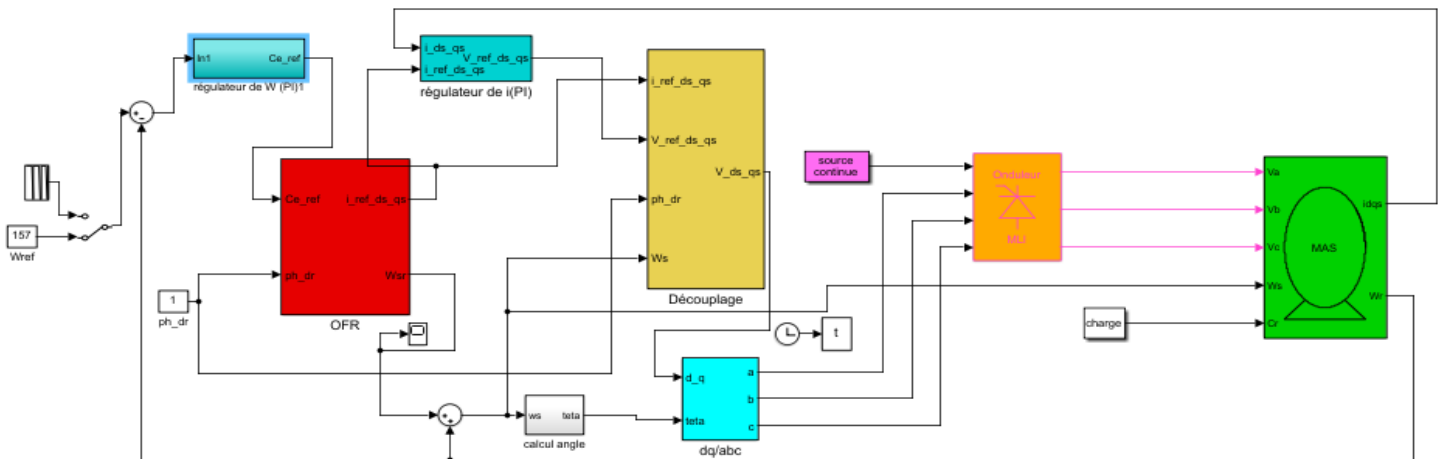 In1
Ce_ref
régulateur de W (PI)1
i_ds_qs
V_ref_ds_qs
i_ref_ds_qs
régulateur de i(PI)
i_ref_ds_qs
V_ref_ds_qs
V_ds_qs
ph_dr
Ws
Découplage
157
Wref
1
ph_dr
Ce_ref
i_ref_ds_qs
ph_dr
Wsr
OFR
source
continue
Onduleur
MLI
Va
Vb
Vc
Ws
Cr
idqs
Wr
MAS
charge
t
ws
teta
calcul angle
d_q
teta
a
b
c
dq/abc